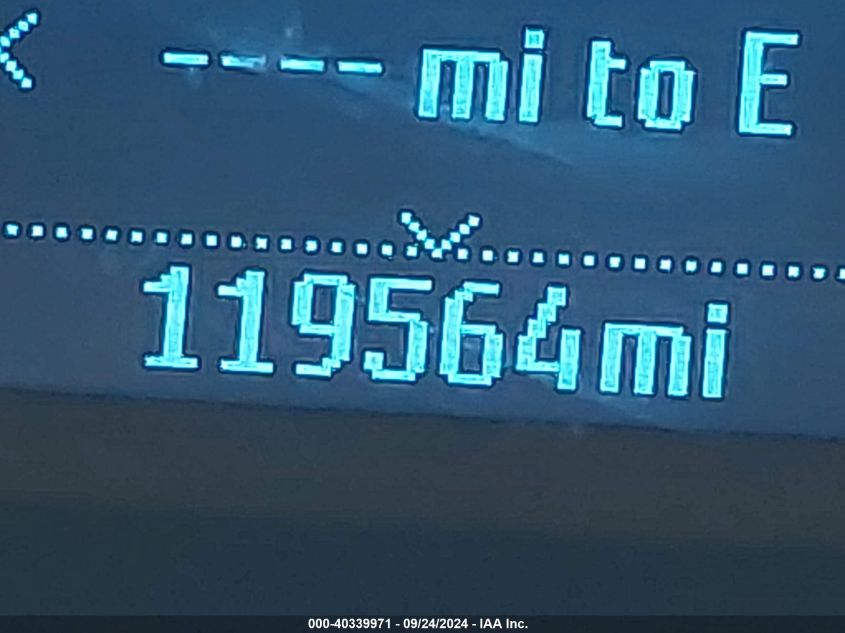 ---- mi to E
119564mi
000-40339971 - 09/24/2024 - IAA Inc.